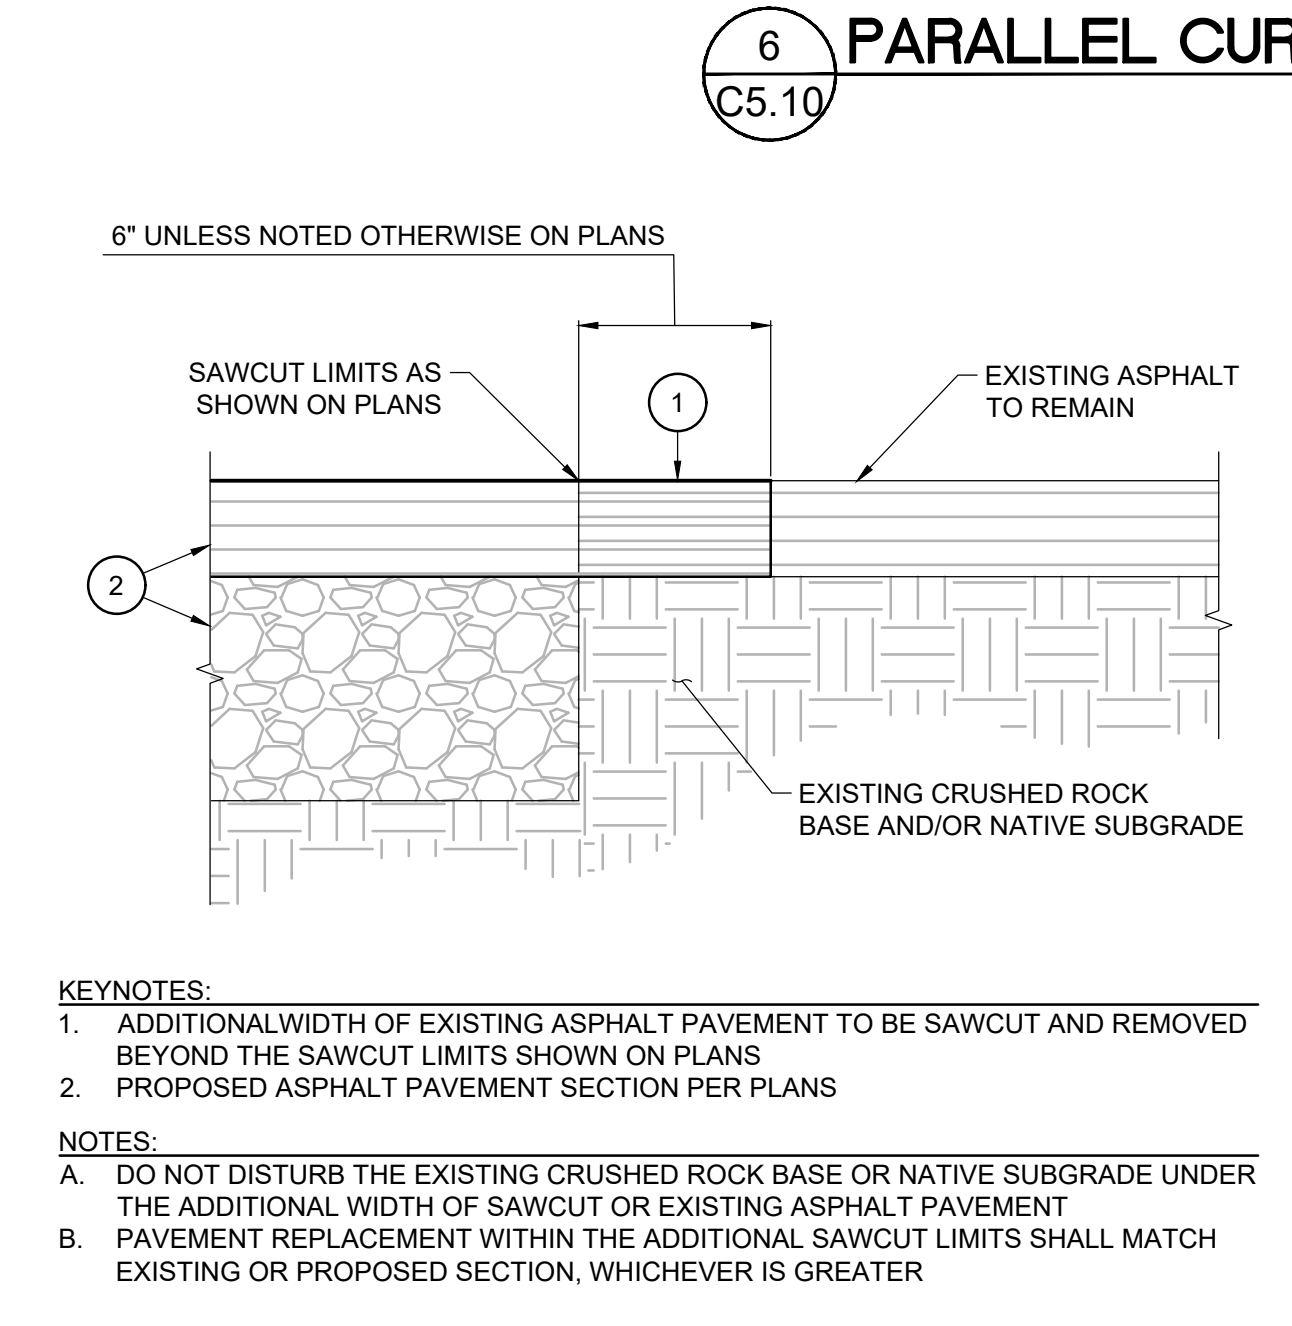 6
PARALLEL CUR
C5.10
6" UNLESS NOTED OTHERWISE ON PLANS
SAWCUT LIMITS AS
SHOWN ON PLANS
1
EXISTING ASPHALT
TO REMAIN
2
EXISTING CRUSHED ROCK
BASE AND/OR NATIVE SUBGRADE
KEYNOTES:
1. ADDITIONALWIDTH OF EXISTING ASPHALT PAVEMENT TO BE SAWCUT AND REMOVED
BEYOND THE SAWCUT LIMITS SHOWN ON PLANS
2. PROPOSED ASPHALT PAVEMENT SECTION PER PLANS
NOTES:
A. DO NOT DISTURB THE EXISTING CRUSHED ROCK BASE OR NATIVE SUBGRADE UNDER
THE ADDITIONAL WIDTH OF SAWCUT OR EXISTING ASPHALT PAVEMENT
B. PAVEMENT REPLACEMENT WITHIN THE ADDITIONAL SAWCUT LIMITS SHALL MATCH
EXISTING OR PROPOSED SECTION, WHICHEVER IS GREATER